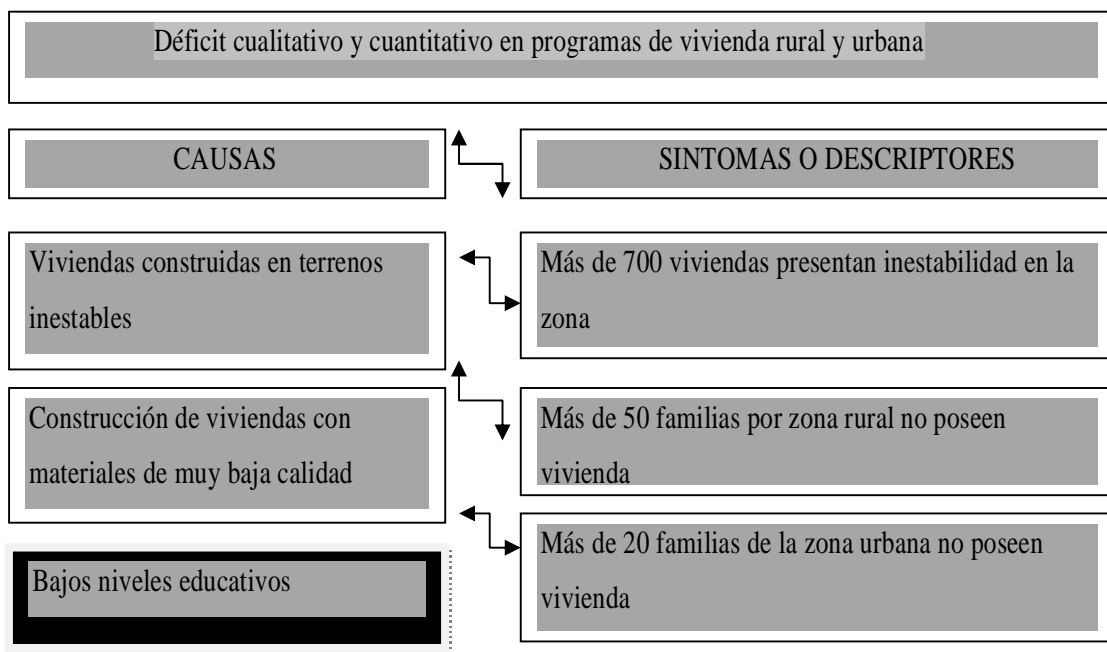 Déficit cualitativo y cuantitativo en programas de vivienda rural y urbana
CAUSAS
SINTOMAS O DESCRIPTORES
Viviendas construidas en terrenos
inestables
Más de 700 viviendas presentan inestabilidad en la
zona
Construcción de viviendas con
materiales de muy baja calidad
Más de 50 familias por zona rural no poseen
vivienda
Bajos niveles educativos
Más de 20 familias de la zona urbana no poseen
vivienda